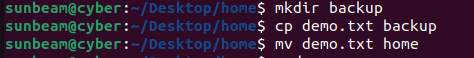 sunbeam@cyber:~/Desktop/home$ mkdir backup
sunbeam@cyber:~/Desktop/home$ cp demo.txt backup
sunbeam@cyber:~/Desktop/home$ mv demo.txt home